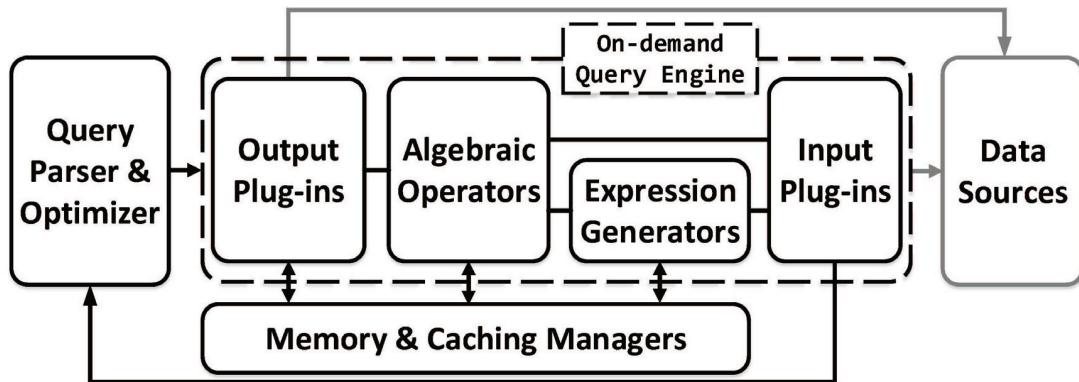 On-demand
Query Engine
Query
Parser &
Optimizer
Output
Plug-ins
Algebraic
Operators
Expression
Generators
Input
Plug-ins
Data
Sources
Memory & Caching Managers